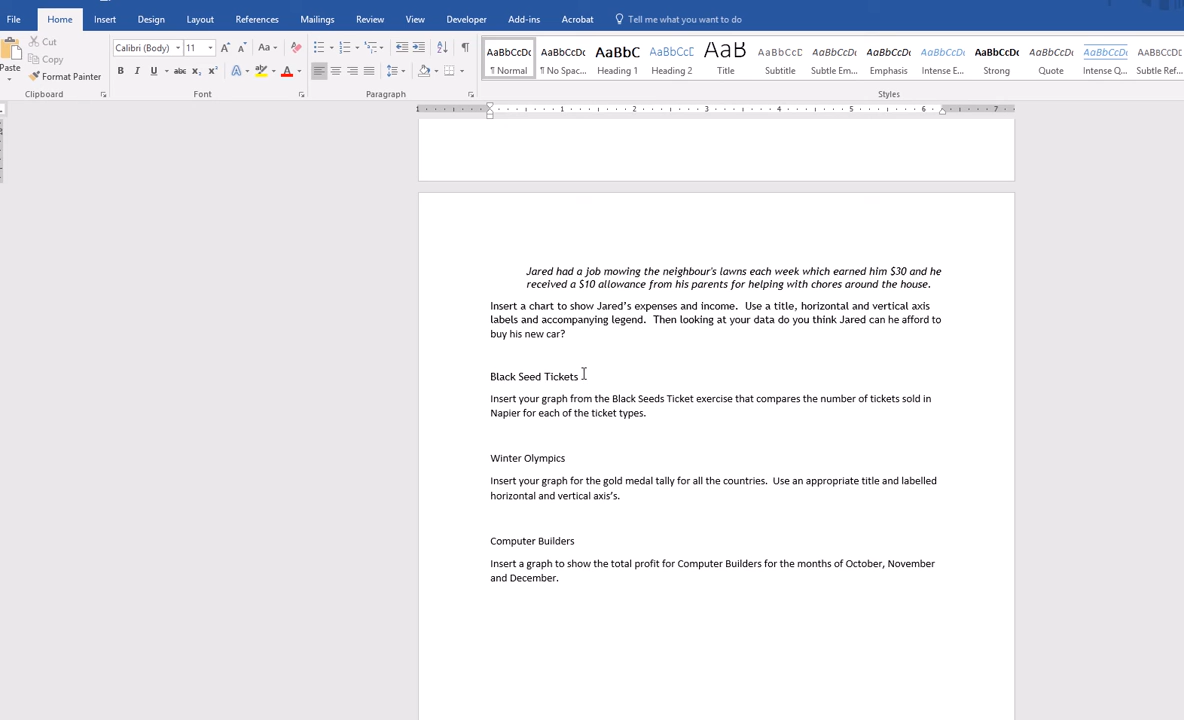 File Home Insert Design Layout References Mailings Review View Developer Add-ins Acrobat Tell me what you want to do
Paste Cut Copy Format Painter
Calibri (Body) 11
AaBbCcDc AaBbCcDc AaBbC AaBbCcD AaB AaBbCcD AaBbCcDc AaBbCcDc AaBbCcDc AaBbCcDc AaBbCcDc AaBbCcDc AaBbCcDc
¶ Normal ¶ No Spac... Heading 1 Heading 2 Title Subtitle Subtle Em... Emphasis Intense E... Strong Quote Intense Q... Subtle Ref...
Clipboard Font Paragraph Styles
1 1 2 3 4 5 6 7
Jared had a job mowing the neighbour's lawns each week which earned him $30 and he
received a $10 allowance from his parents for helping with chores around the house.
Insert a chart to show Jared's expenses and income. Use a title, horizontal and vertical axis
labels and accompanying legend. Then looking at your data do you think Jared can he afford to
buy his new car?
Black Seed Tickets
Insert your graph from the Black Seeds Ticket exercise that compares the number of tickets sold in
Napier for each of the ticket types.
Winter Olympics
Insert your graph for the gold medal tally for all the countries. Use an appropriate title and labelled
horizontal and vertical axis's.
Computer Builders
Insert a graph to show the total profit for Computer Builders for the months of October, November
and December.